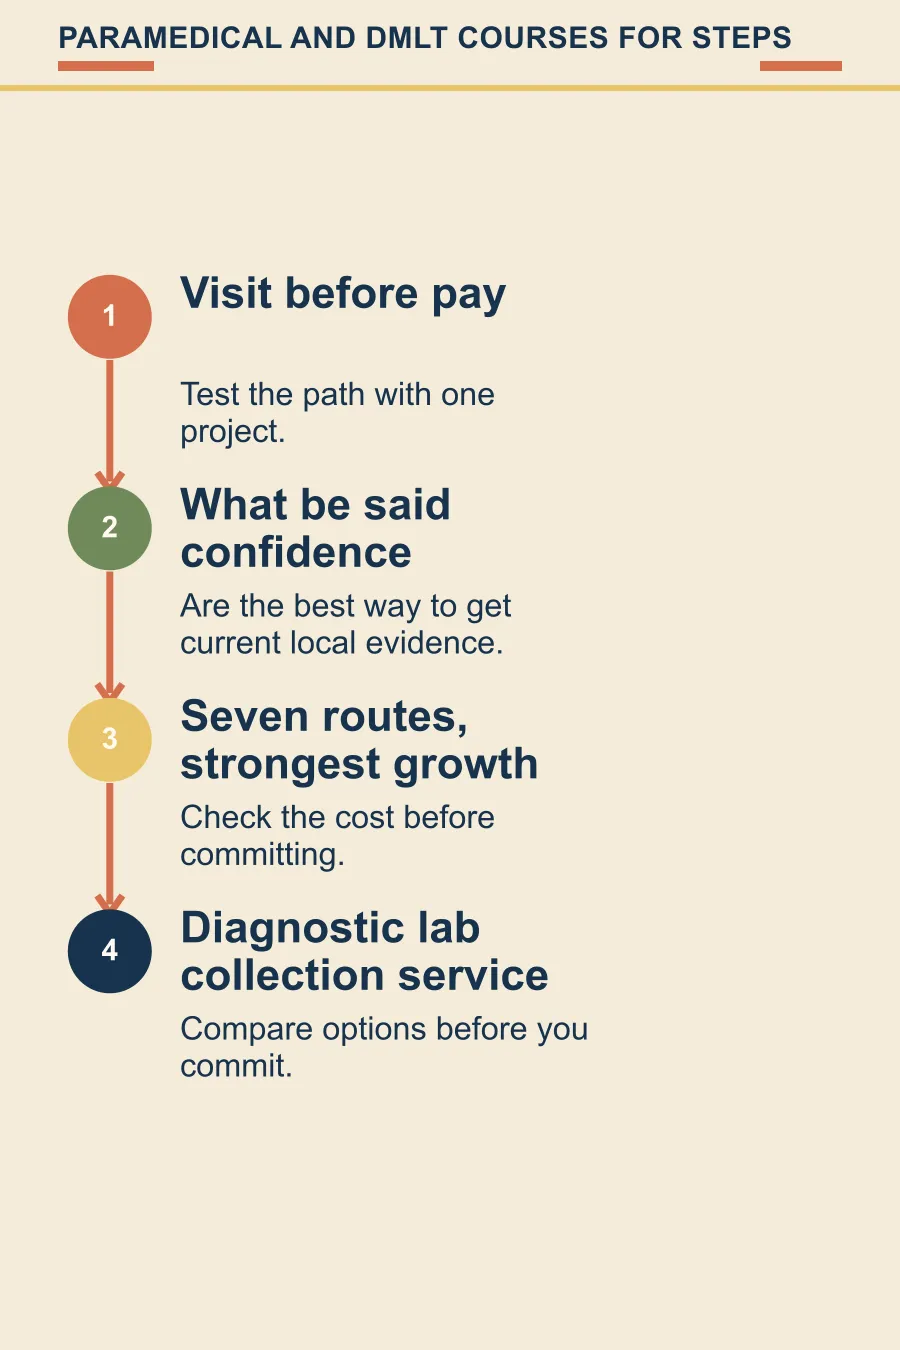 PARAMEDICAL AND DMLT COURSES FOR STEPS
1
Visit before pay
Test the path with one
project.
2
What be said
confidence
Are the best way to get
current local evidence.
3
Seven routes,
strongest growth
Check the cost before
committing.
4
Diagnostic lab
collection service
Compare options before you
commit.